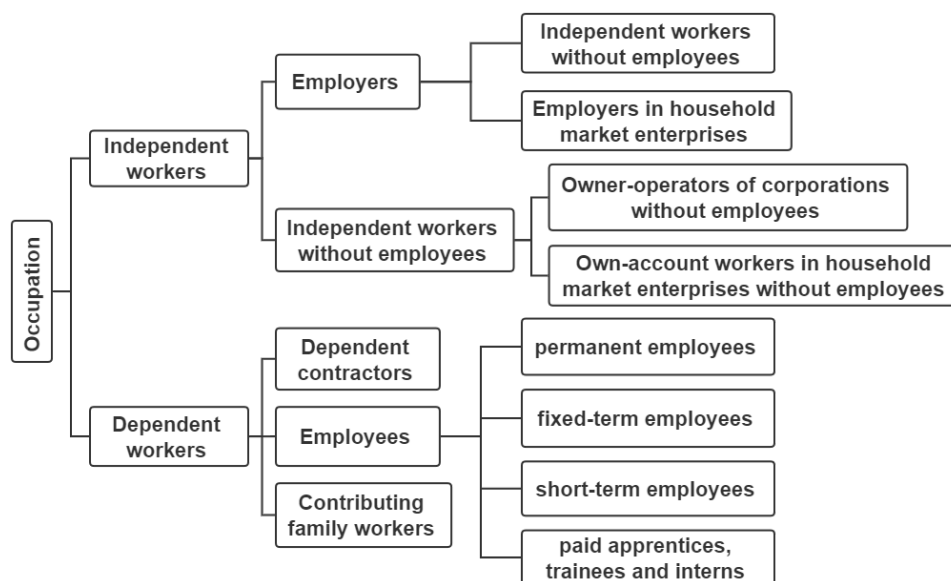 Occupation
Independent
workers
Employers
Independent workers
without employees
Employers in household
market enterprises
Independent workers
without employees
Owner-operators of corporations
without employees
Own-account workers in household
market enterprises without employees
Dependent
workers
Dependent
contractors
Employees
permanent employees
fixed-term employees
short-term employees
paid apprentices,
trainees and interns
Contributing
family workers